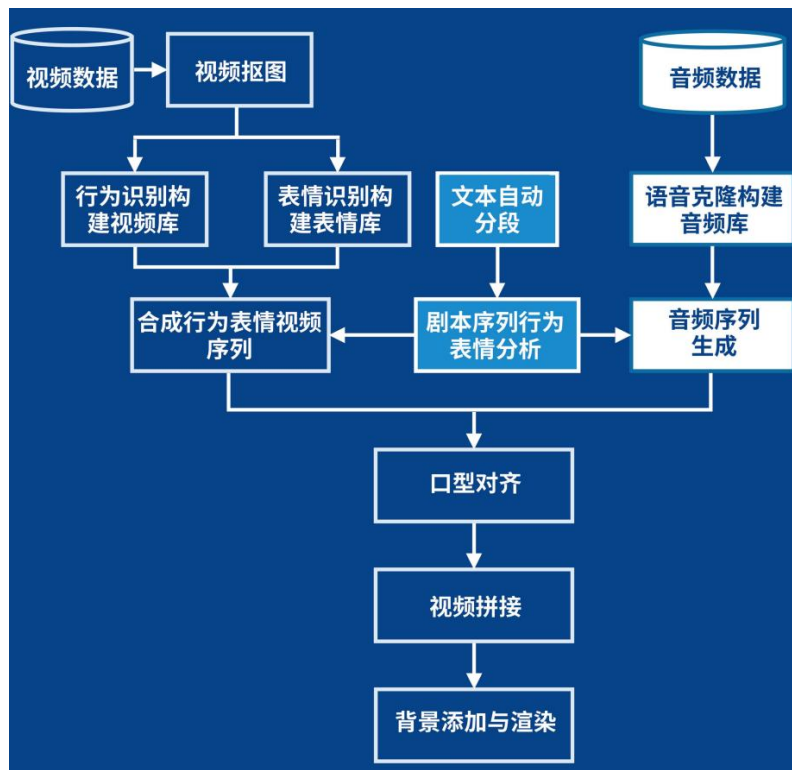 视频数据
视频抠图
音频数据
行为识别构
建视频库
表情识别构
建表情库
文本自动
分段
语音克隆构建
音频库
合成行为表情视频
序列
剧本序列行为
表情分析
音频序列
生成
口型对齐
视频拼接
背景添加与渲染